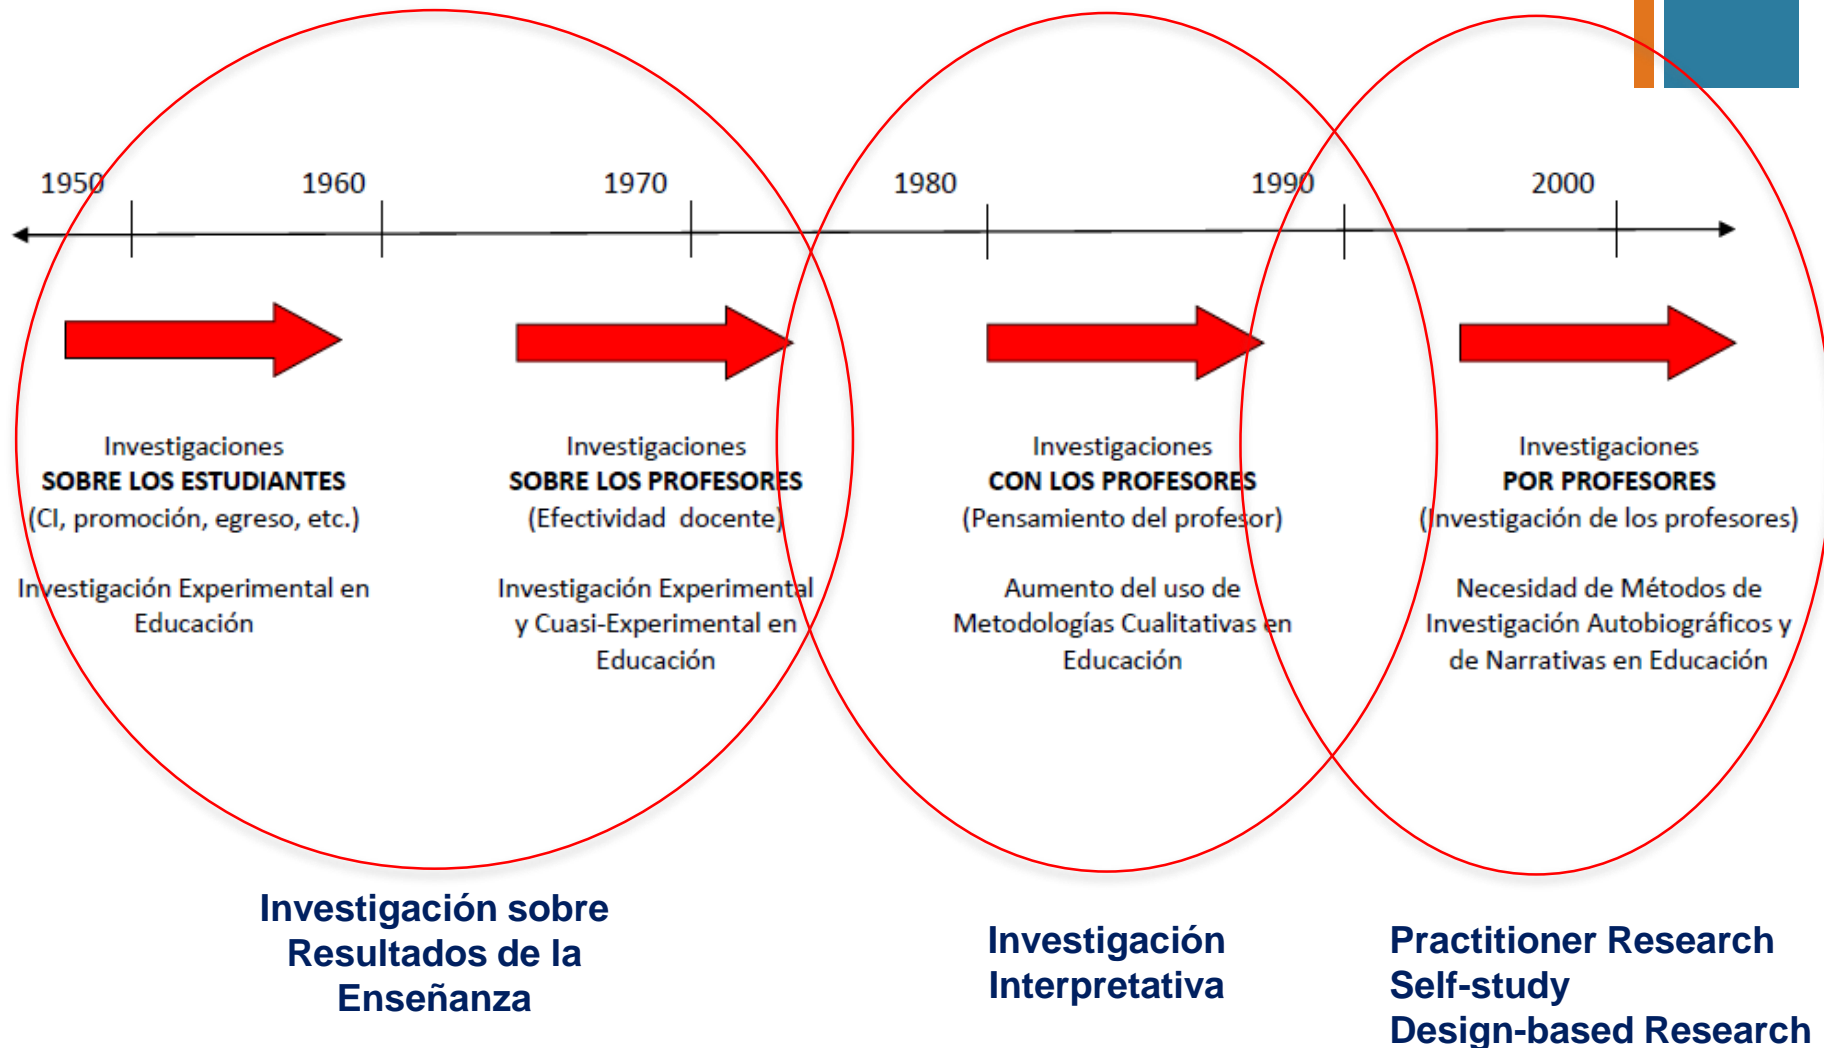 1950
1960
1970
1980
1990
2000
Investigaciones
SOBRE LOS ESTUDIANTES
(CI, promoción, egreso, etc.)
Investigación Experimental en
Educación
Investigaciones
SOBRE LOS PROFESORES
(Efectividad docente)
Investigación Experimental
y Cuasi-Experimental en
Educación
Investigaciones
CON LOS PROFESORES
(Pensamiento del profesor)
Aumento del uso de
Metodologías Cualitativas en
Educación
Investigaciones
POR PROFESORES
(Investigación de los profesores)
Necesidad de Métodos de
Investigación Autobiográficos y
de Narrativas en Educación
Investigación sobre
Resultados de la
Enseñanza
Investigación
Interpretativa
Practitioner Research
Self-study
Design-based Research